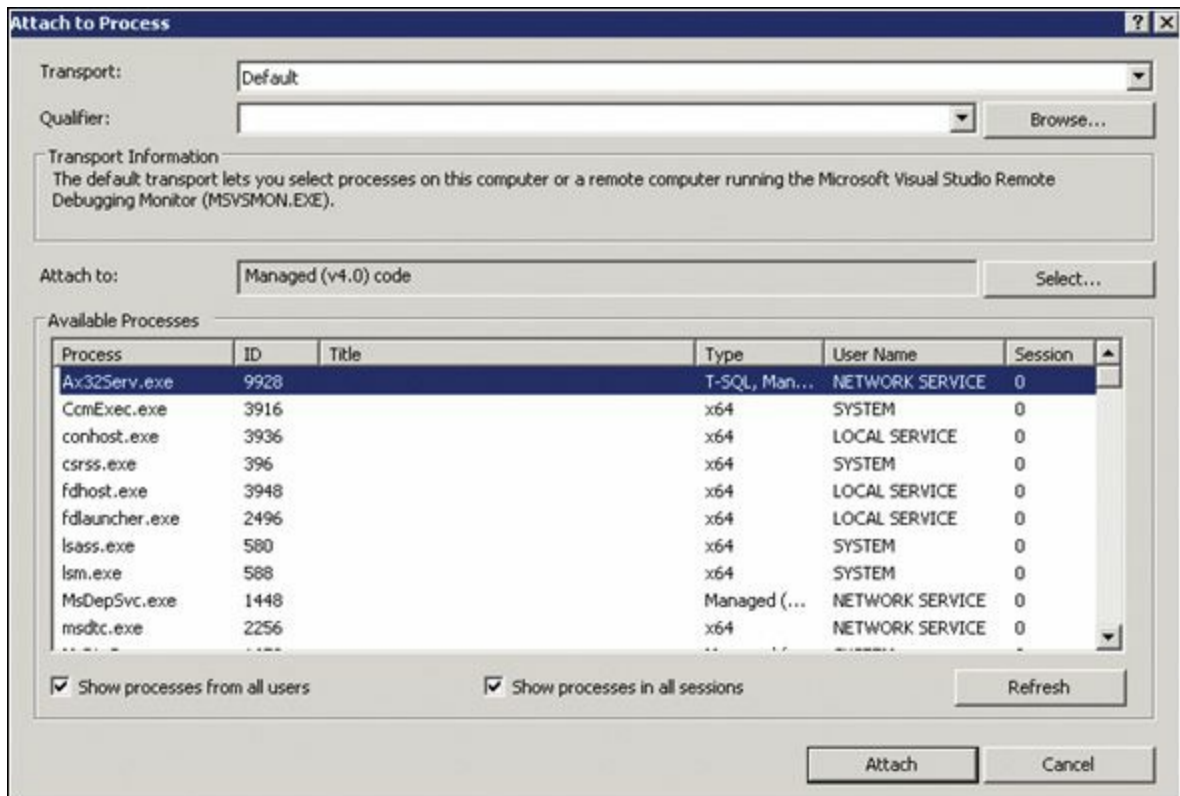 Attach to Process
Transport: Default
Qualifier: Browse...
Transport Information
The default transport lets you select processes on this computer or a remote computer running the Microsoft Visual Studio Remote
Debugging Monitor (MSVSMON.EXE).
Attach to: Managed (v4.0) code Select...
Available Processes
Process ID Title Type User Name Session
Ax32Serv.exe 9928 T-SQL, Man... NETWORK SERVICE 0
CcmExec.exe 3916 x64 SYSTEM 0
conhost.exe 3936 x64 LOCAL SERVICE 0
csrss.exe 396 x64 SYSTEM 0
fdhost.exe 3948 x64 LOCAL SERVICE 0
fdlauncher.exe 2496 x64 LOCAL SERVICE 0
lsass.exe 580 x64 SYSTEM 0
lsm.exe 588 x64 SYSTEM 0
MsDepSvc.exe 1448 Managed (... NETWORK SERVICE 0
msdtc.exe 2256 x64 NETWORK SERVICE 0
Show processes from all users Show processes in all sessions Refresh
Attach Cancel